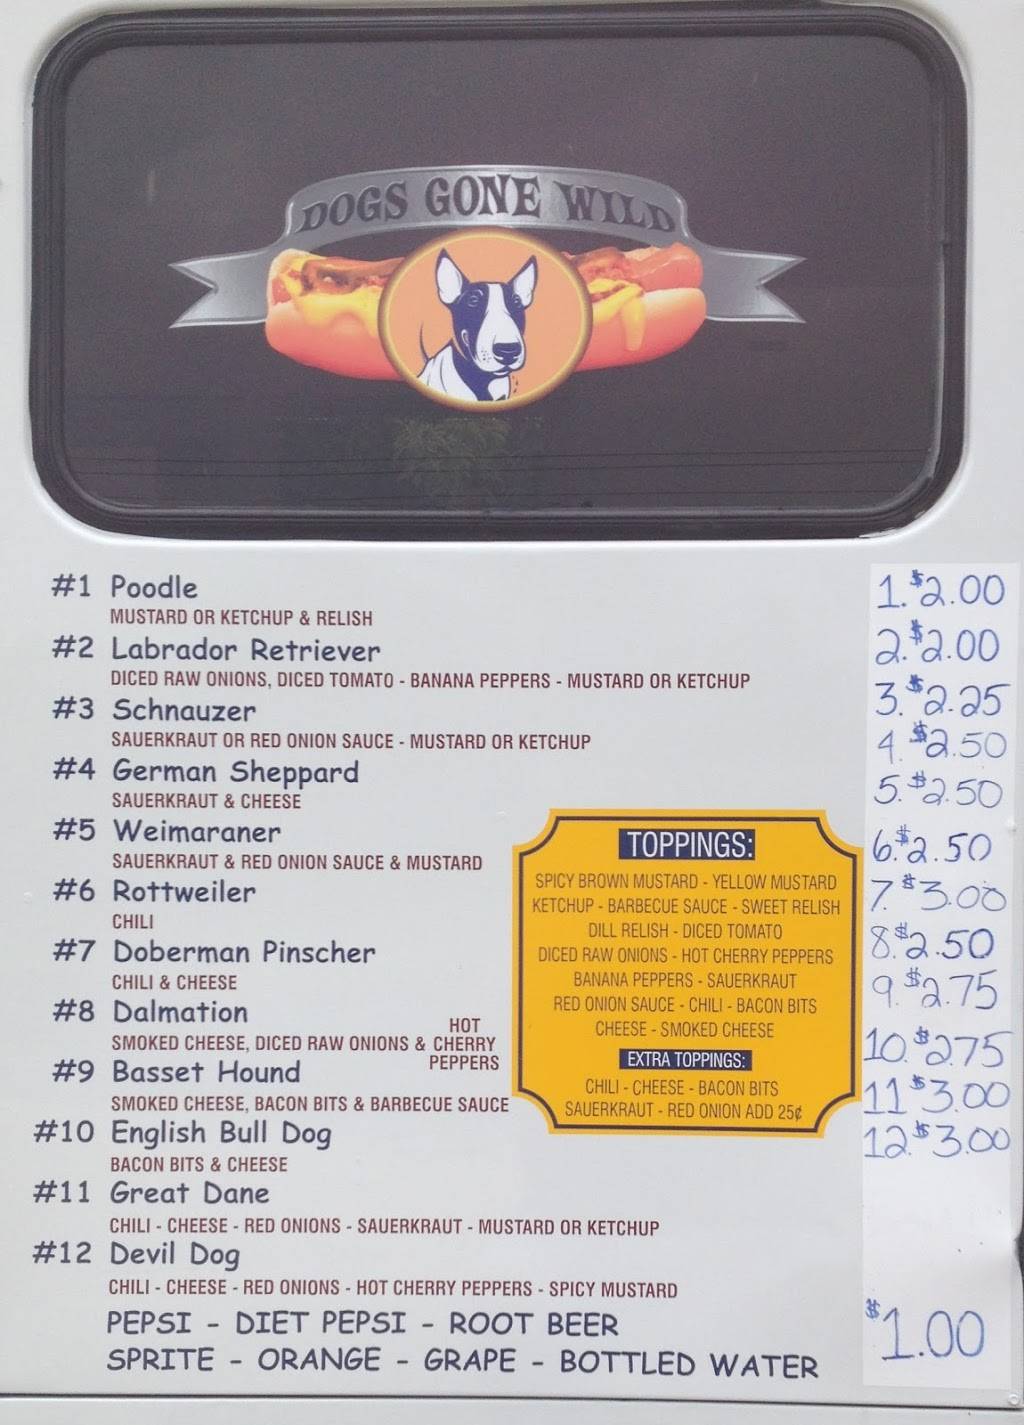 DOGS GONE WILD
#1 Poodle
MUSTARD OR KETCHUP & RELISH
#2 Labrador Retriever
DICED RAW ONIONS, DICED TOMATO - BANANA PEPPERS - MUSTARD OR KETCHUP
#3 Schnauzer
SAUERKRAUT OR RED ONION SAUCE - MUSTARD OR KETCHUP
#4 German Sheppard
SAUERKRAUT & CHEESE
#5 Weimaraner
SAUERKRAUT & RED ONION SAUCE & MUSTARD
#6 Rottweiler
CHILI
#7 Doberman Pinscher
CHILI & CHEESE
#8 Dalmation
SMOKED CHEESE, DICED RAW ONIONS & HOT CHERRY PEPPERS
#9 Basset Hound
SMOKED CHEESE, BACON BITS & BARBECUE SAUCE
#10 English Bull Dog
BACON BITS & CHEESE
#11 Great Dane
CHILI - CHEESE - RED ONIONS - SAUERKRAUT - MUSTARD OR KETCHUP
#12 Devil Dog
CHILI - CHEESE - RED ONIONS - HOT CHERRY PEPPERS - SPICY MUSTARD
PEPSI - DIET PEPSI - ROOT BEER
SPRITE - ORANGE - GRAPE - BOTTLED WATER
TOPPINGS:
SPICY BROWN MUSTARD - YELLOW MUSTARD
KETCHUP - BARBECUE SAUCE - SWEET RELISH
DILL RELISH - DICED TOMATO
DICED RAW ONIONS - HOT CHERRY PEPPERS
BANANA PEPPERS - SAUERKRAUT
RED ONION SAUCE - CHILI - BACON BITS
CHEESE - SMOKED CHEESE
EXTRA TOPPINGS:
CHILI - CHEESE - BACON BITS
SAUERKRAUT - RED ONION ADD 25¢
1. $2.00
2. $2.00
3. $2.25
4. $2.50
5. $2.50
6. $2.50
7. $3.00
8. $2.50
9. $2.75
10. $2.75
11 $3.00
12. $3.00
$1.00